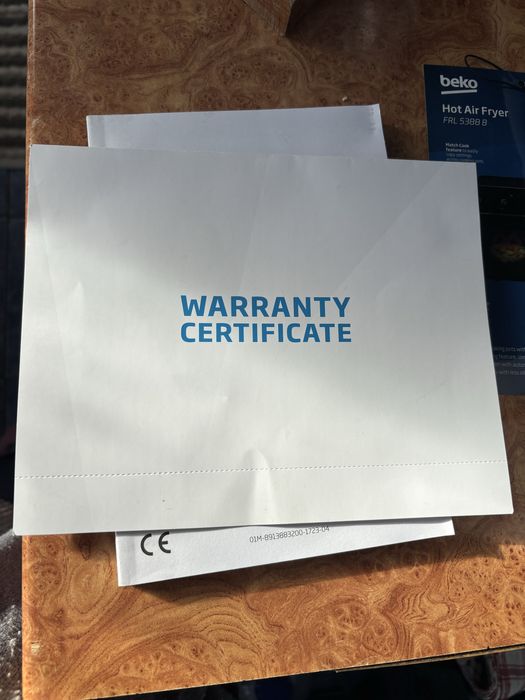 beko
Hot Air Fryer
FRL 5388 B
Match Cook
WARRANTY
CERTIFICATE
CE
01M-8913883200-1723-04